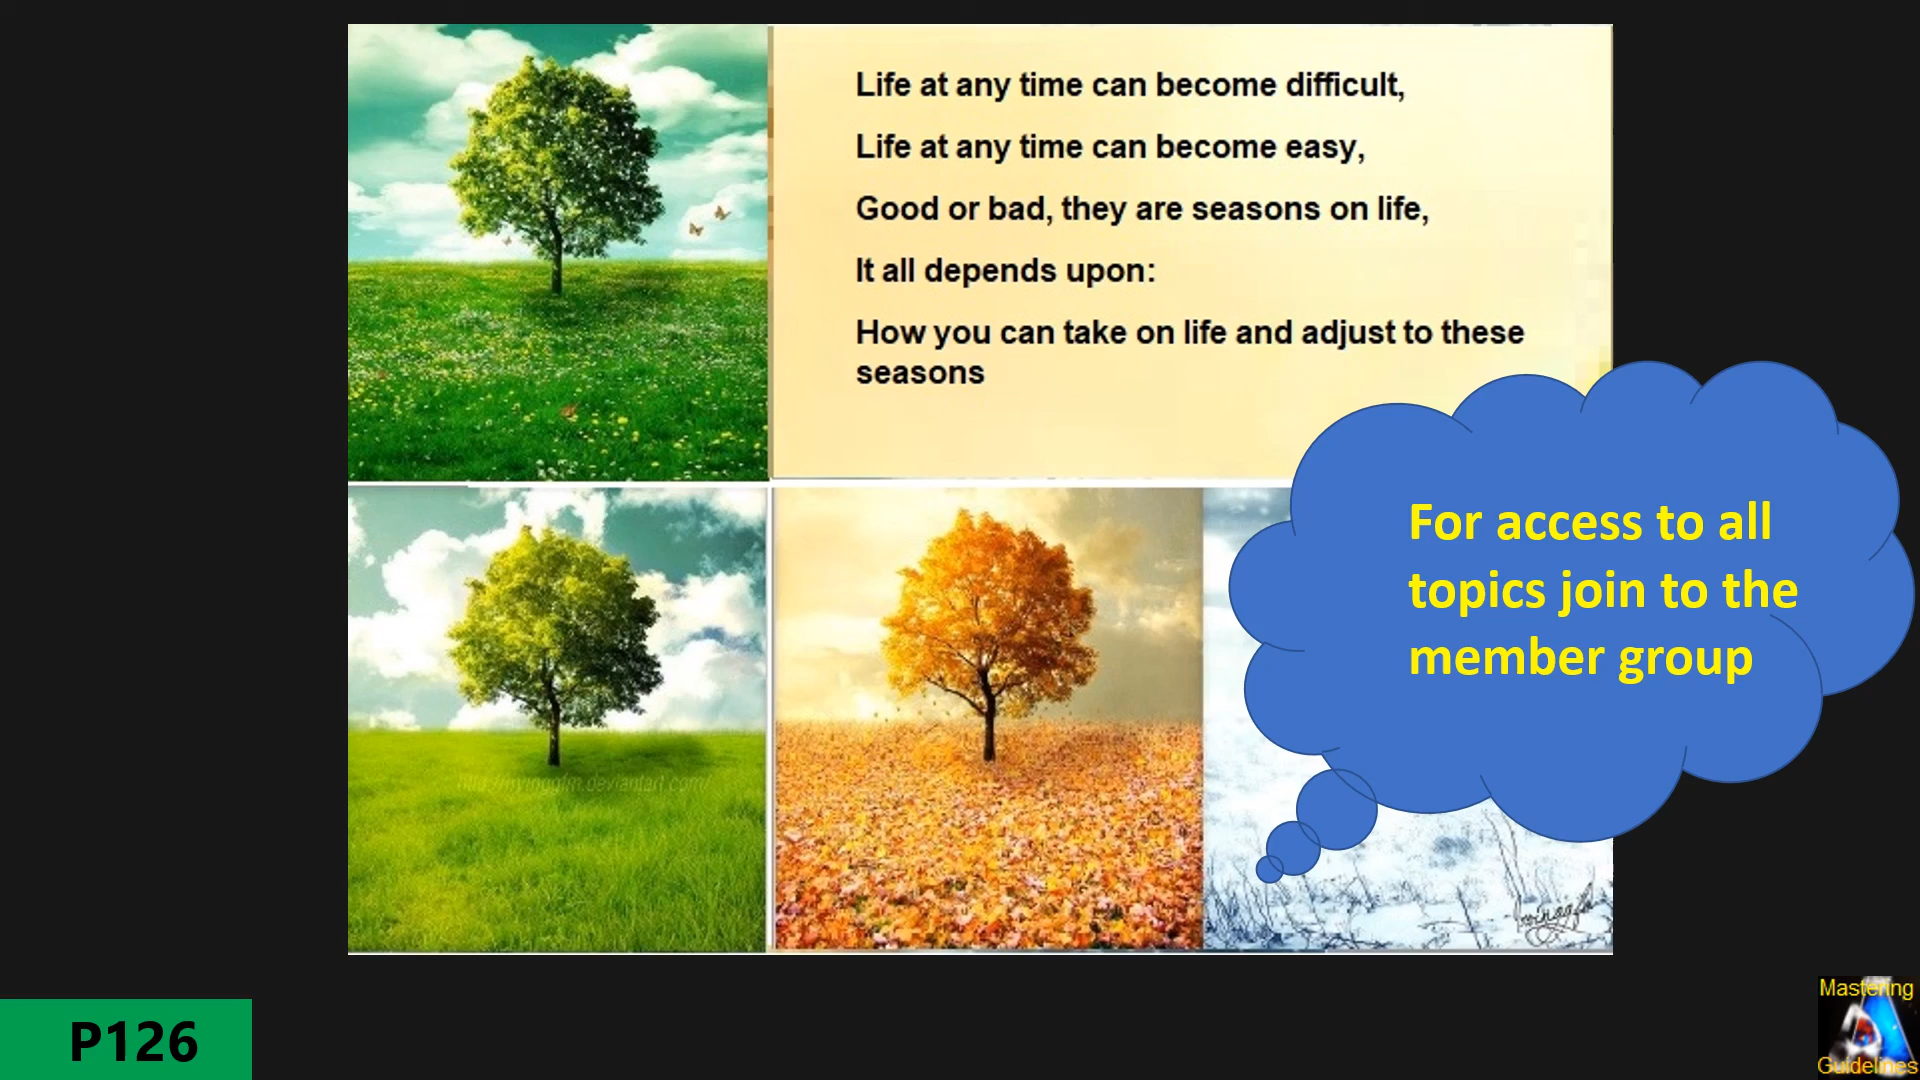 Life at any time can become difficult,
Life at any time can become easy,
Good or bad, they are seasons on life,
It all depends upon:
How you can take on life and adjust to these
seasons
For access to all
topics join to the
member group
P126
Mastering
Guidelines